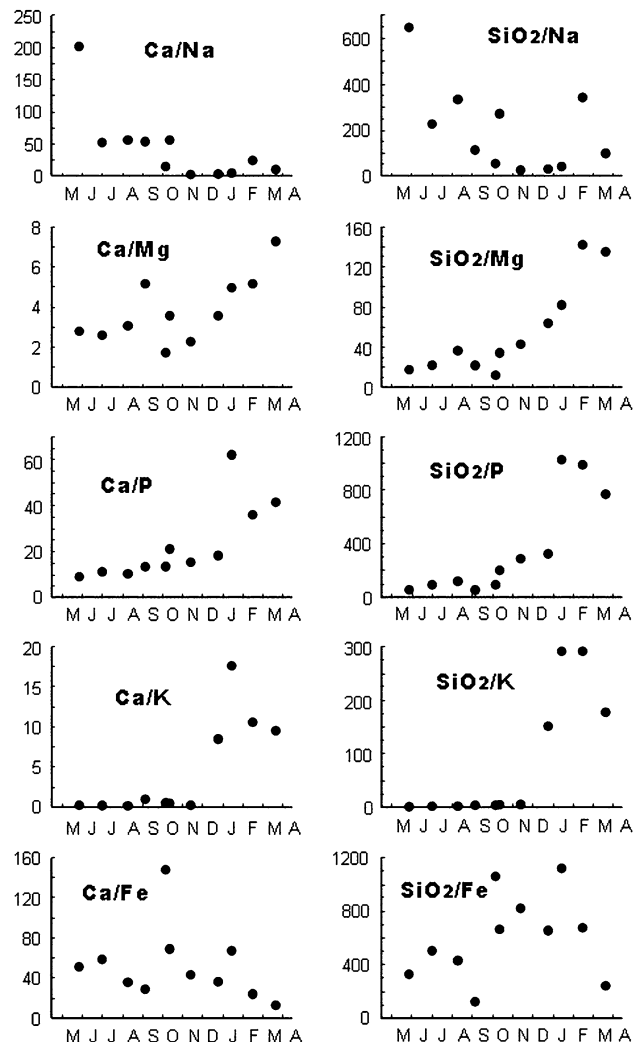 250
200
150
100
50
0
Ca/Na
M J J A S O N D J F M A
600
400
200
0
SiO2/Na
M J J A S O N D J F M A
8
6
4
2
0
Ca/Mg
M J J A S O N D J F M A
160
120
80
40
0
SiO2/Mg
M J J A S O N D J F M A
60
40
20
0
Ca/P
M J J A S O N D J F M A
1200
800
400
0
SiO2/P
M J J A S O N D J F M A
20
15
10
5
0
Ca/K
M J J A S O N D J F M A
300
200
100
0
SiO2/K
M J J A S O N D J F M A
160
120
80
40
0
Ca/Fe
M J J A S O N D J F M A
1200
800
400
0
SiO2/Fe
M J J A S O N D J F M A